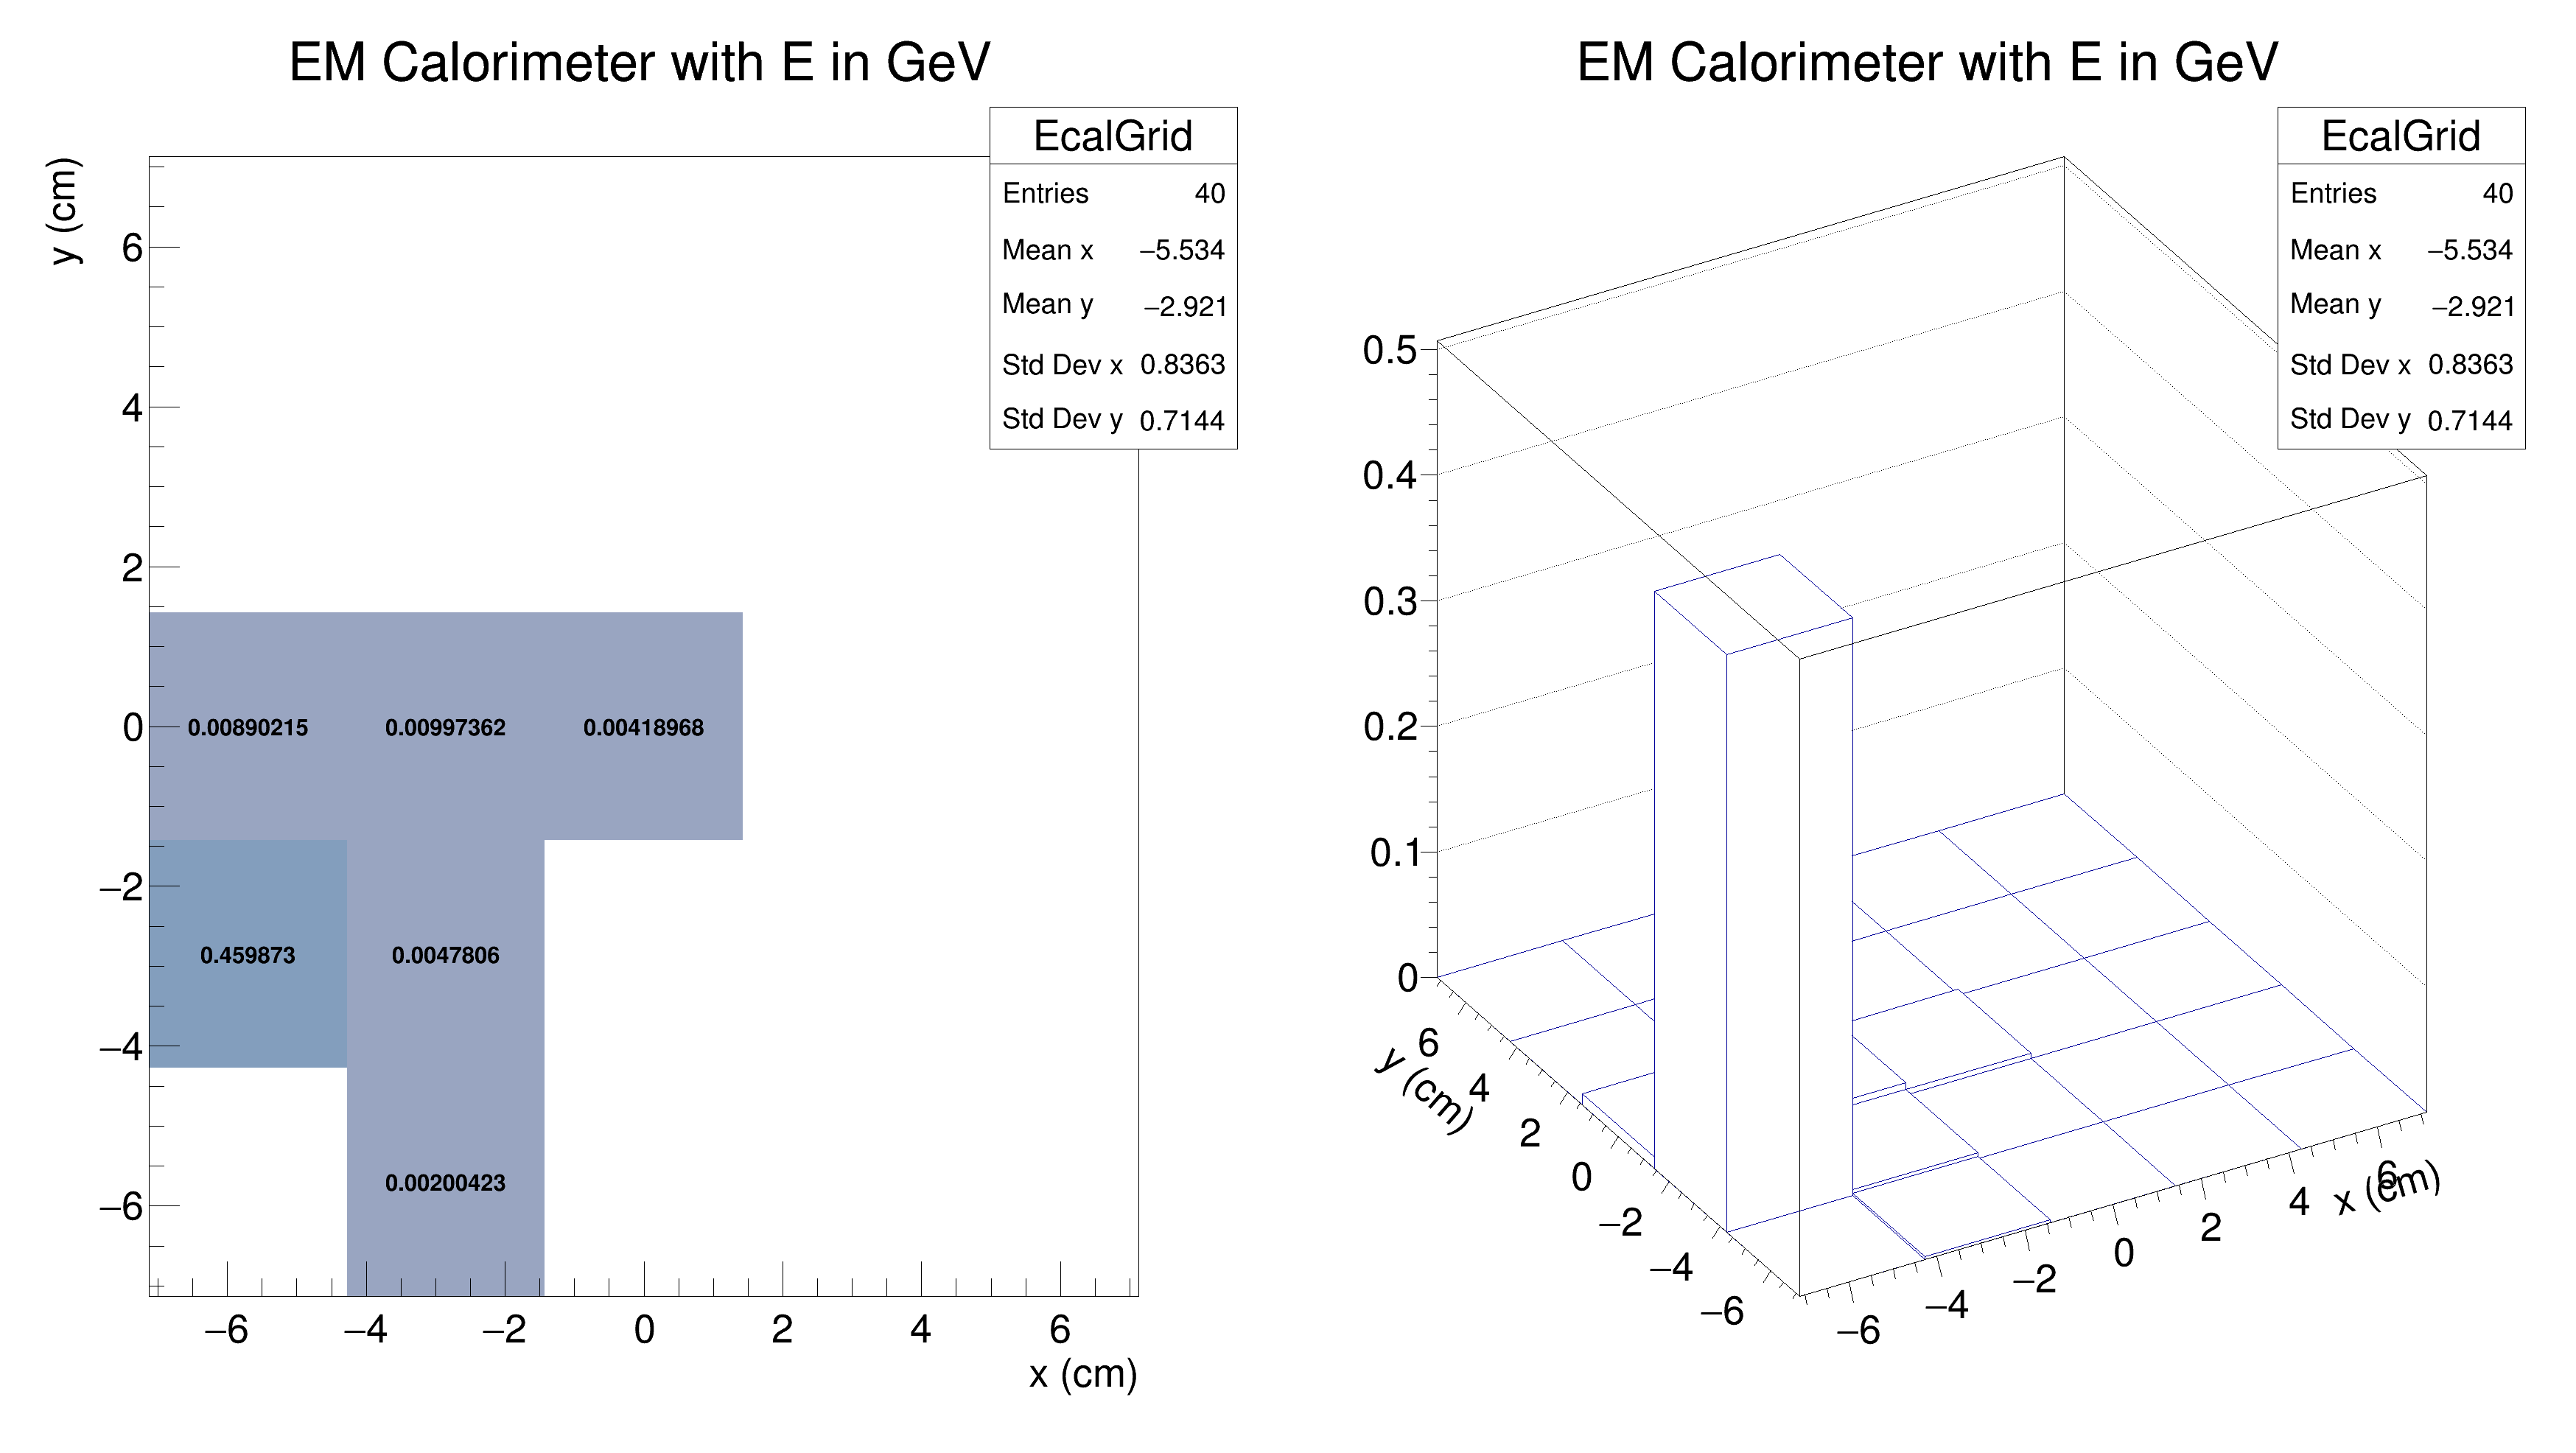 EM Calorimeter with E in GeV
EcalGrid
Entries 40
Mean x −5.534
Mean y −2.921
Std Dev x 0.8363
Std Dev y 0.7144
y (cm)
6
4
2
0
−2
−4
−6
0.00890215 0.00997362 0.00418968
0.459873 0.0047806
0.00200423
−6 −4 −2 0 2 4 6
x (cm)
EM Calorimeter with E in GeV
EcalGrid
Entries 40
Mean x −5.534
Mean y −2.921
Std Dev x 0.8363
Std Dev y 0.7144
0.5
0.4
0.3
0.2
0.1
0
y (cm)
6
4
2
0
−2
−4
−6
−6 −4 −2 0 2 4 6
x (cm)